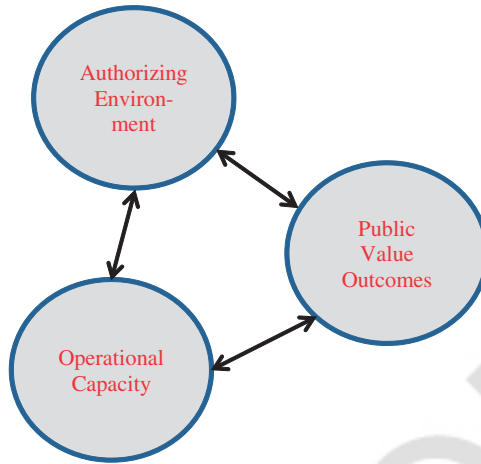 Authorizing
Environ-
ment
Public
Value
Outcomes
Operational
Capacity